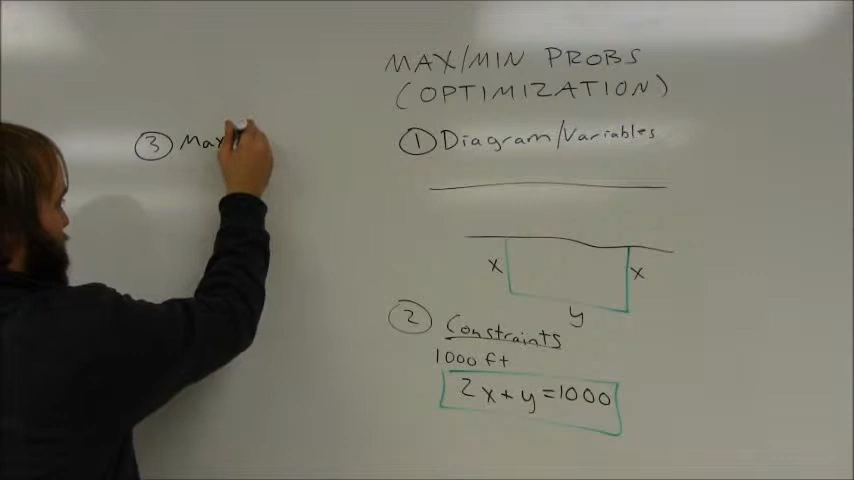 MAX/MIN PROBS
(OPTIMIZATION)
① Diagram/Variables
x
x
y
② Constraints
1000 ft
2x+y=1000
③ Max